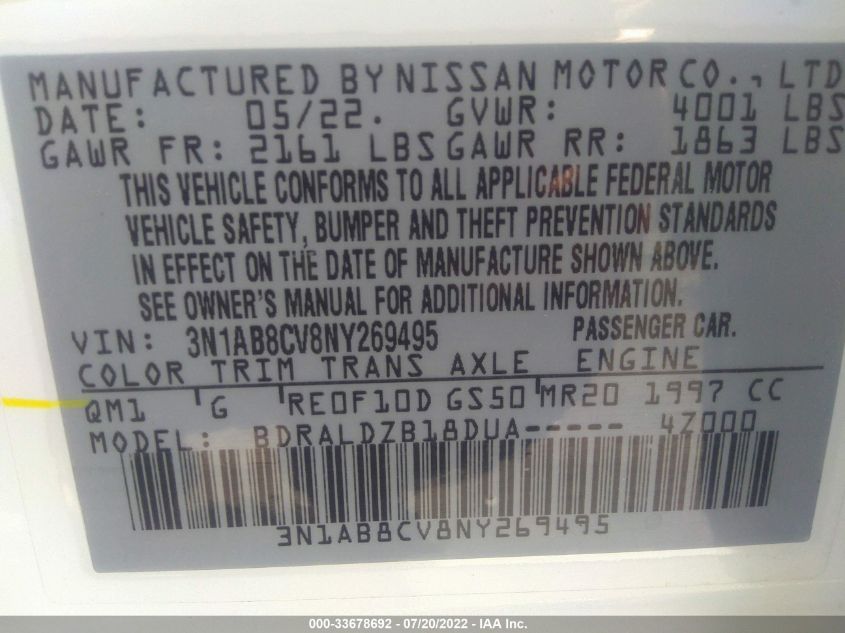 MANUFACTURED BY NISSAN MOTOR CO., LTD
DATE: 05/22. GVWR: 4001 LBS
GAWR FR: 2161 LBS GAWR RR: 1863 LBS
THIS VEHICLE CONFORMS TO ALL APPLICABLE FEDERAL MOTOR
VEHICLE SAFETY, BUMPER AND THEFT PREVENTION STANDARDS
IN EFFECT ON THE DATE OF MANUFACTURE SHOWN ABOVE.
SEE OWNER'S MANUAL FOR ADDITIONAL INFORMATION.
VIN: 3N1AB8CV8NY269495 PASSENGER CAR.
COLOR TRIM TRANS AXLE ENGINE
QM1 G RE0F10D GS50 MR20 1997 CC
MODEL: BDRALDZB18DUA----- 4Z000
3N1AB8CV8NY269495
000-33678692 - 07/20/2022 - IAA Inc.